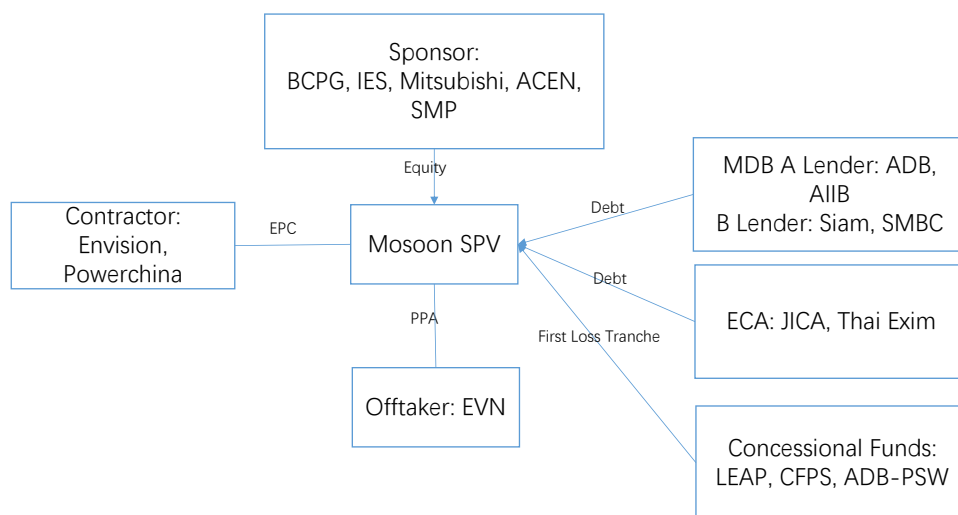 Sponsor:
BCPG, IES, Mitsubishi, ACEN,
SMP
Equity
MDB A Lender: ADB,
AIIB
B Lender: Siam, SMBC
Debt
Contractor:
Envision,
Powerchina
EPC
Mosoon SPV
Debt
ECA: JICA, Thai Exim
PPA
First Loss Tranche
Offtaker: EVN
Concessional Funds:
LEAP, CFPS, ADB-PSW